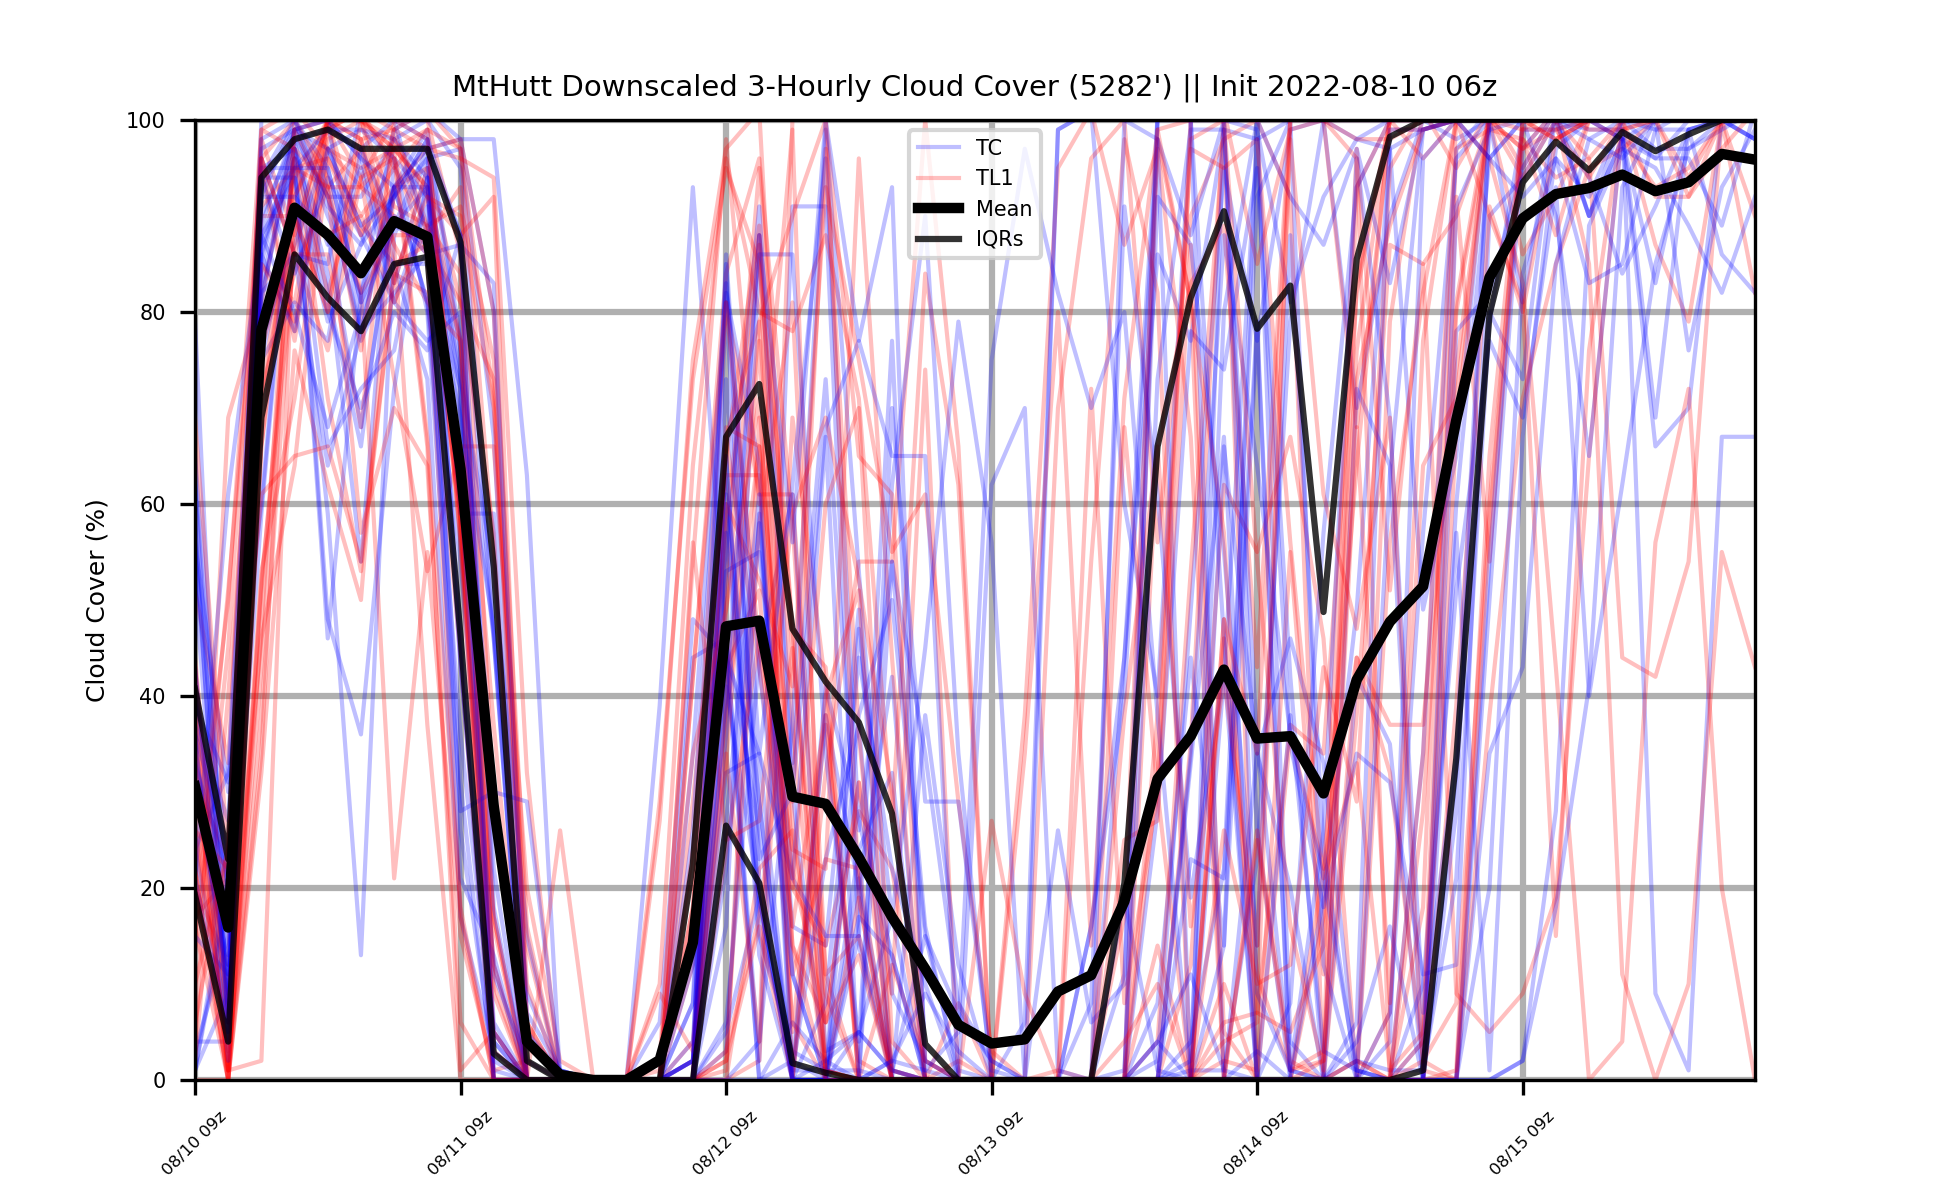 MtHutt Downscaled 3-Hourly Cloud Cover (5282') || Init 2022-08-10 06z
100
80
60
40
20
0
Cloud Cover (%)
TC
TL1
Mean
IQRs
08/10 09z
08/11 09z
08/12 09z
08/13 09z
08/14 09z
08/15 09z